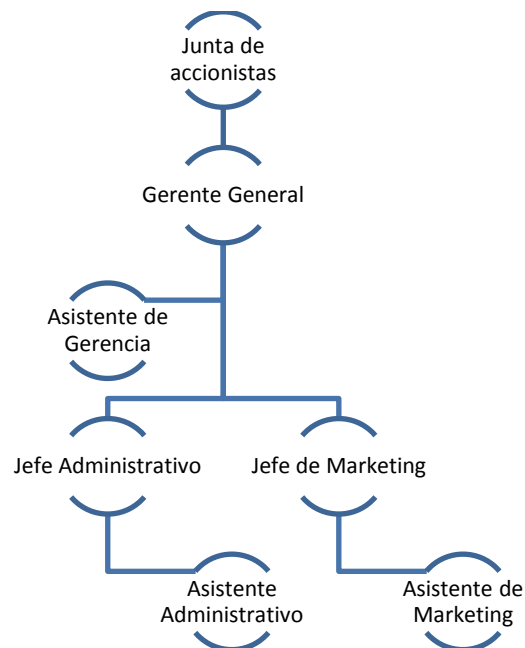 Junta de
accionistas
Gerente General
Asistente de
Gerencia
Jefe Administrativo
Jefe de Marketing
Asistente
Administrativo
Asistente de
Marketing